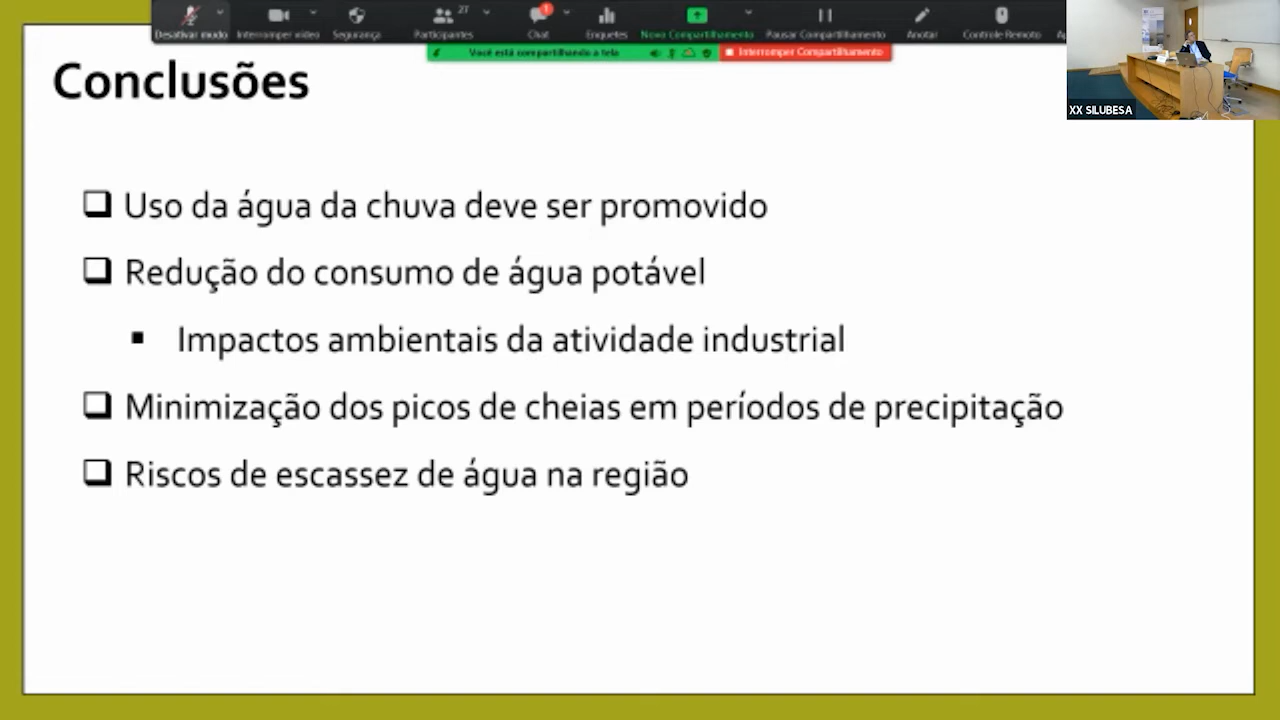 Desativar mudo
Interromper vídeo
Segurança
Participantes
27
Chat
1
Enquetes
Novo Compartilhamento
Pausar Compartilhamento
Anotar
Controle Remoto
Você está compartilhando a tela
Interromper Compartilhamento
XX SILUBESA
Conclusões
Uso da água da chuva deve ser promovido
Redução do consumo de água potável
Impactos ambientais da atividade industrial
Minimização dos picos de cheias em períodos de precipitação
Riscos de escassez de água na região